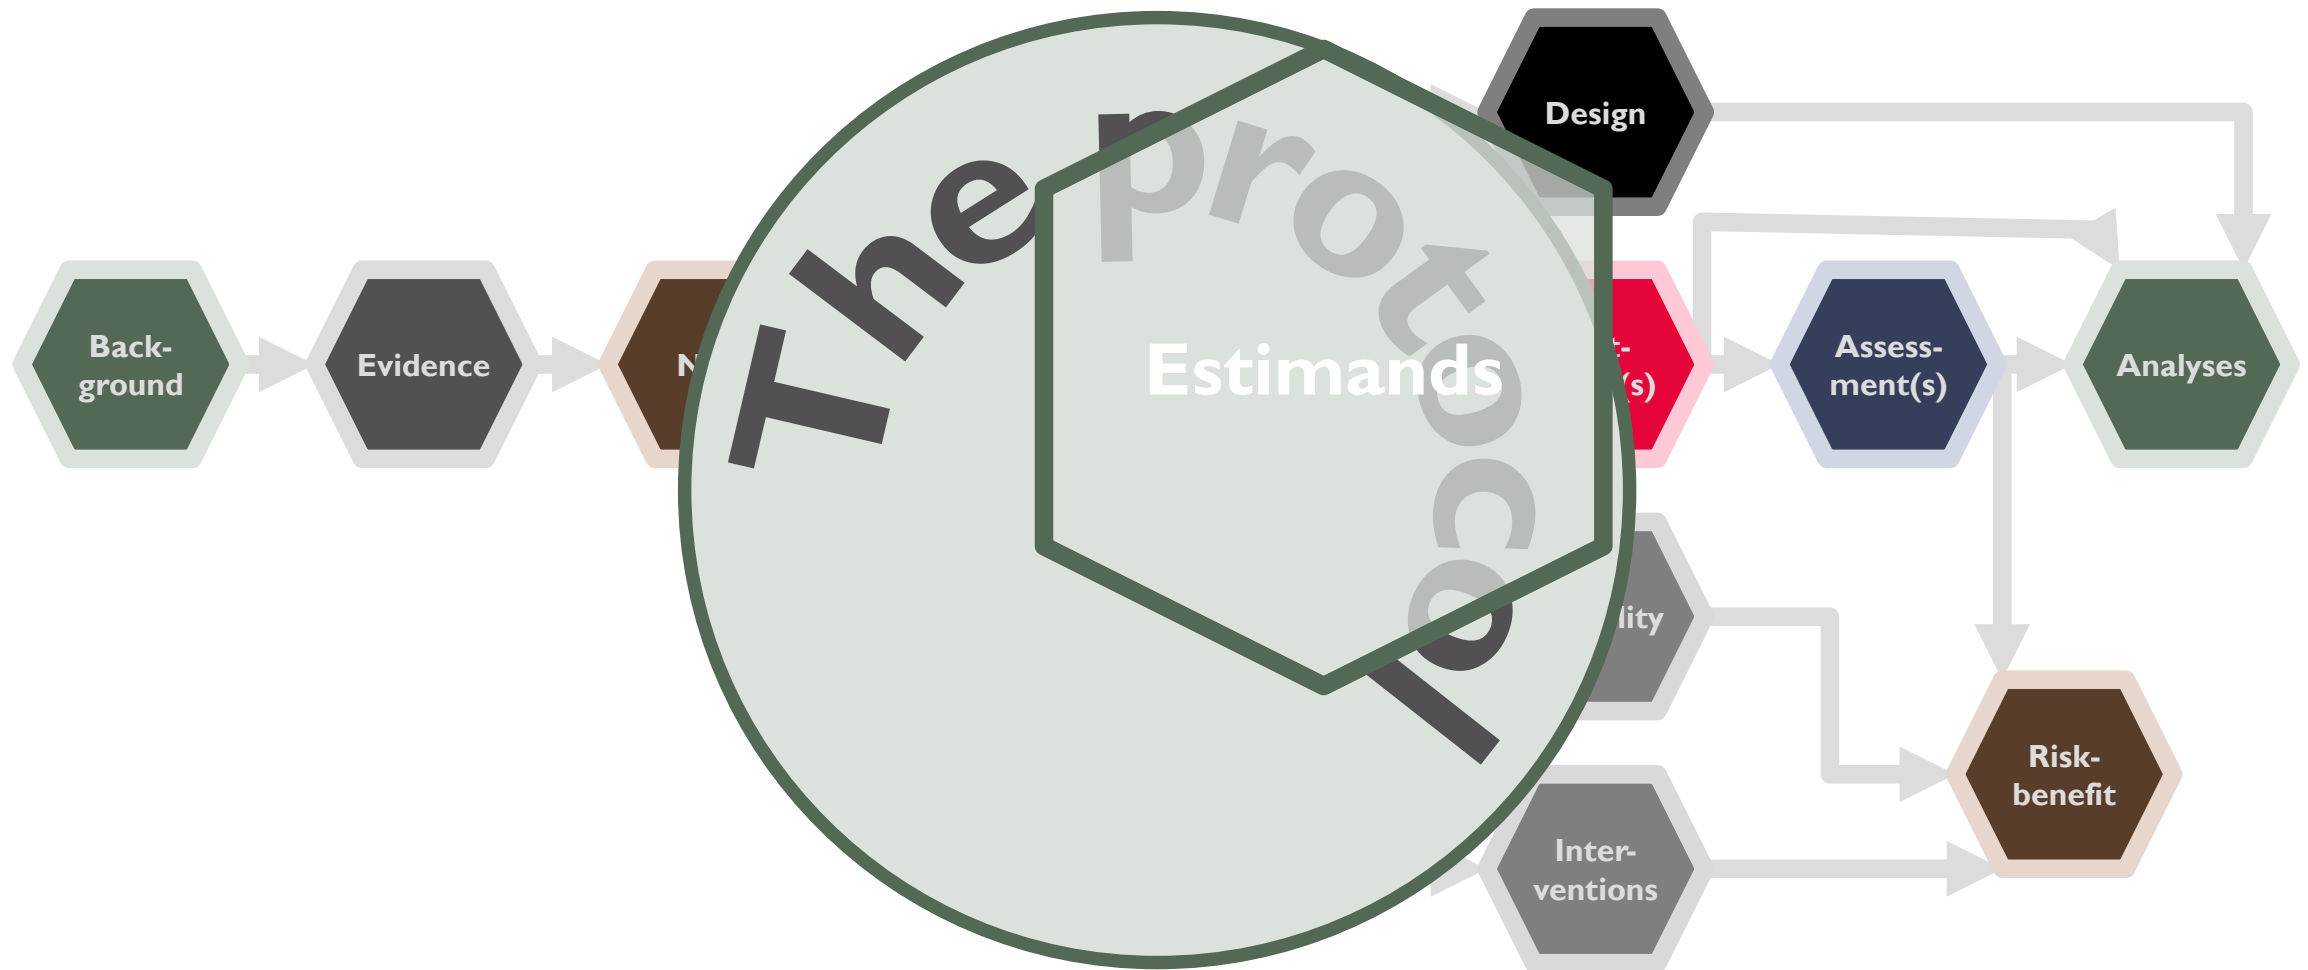 The protocol
Design
Back-
ground
Evidence
Estimands
Assess-
ment(s)
Analyses
Risk-
benefit
Inter-
ventions